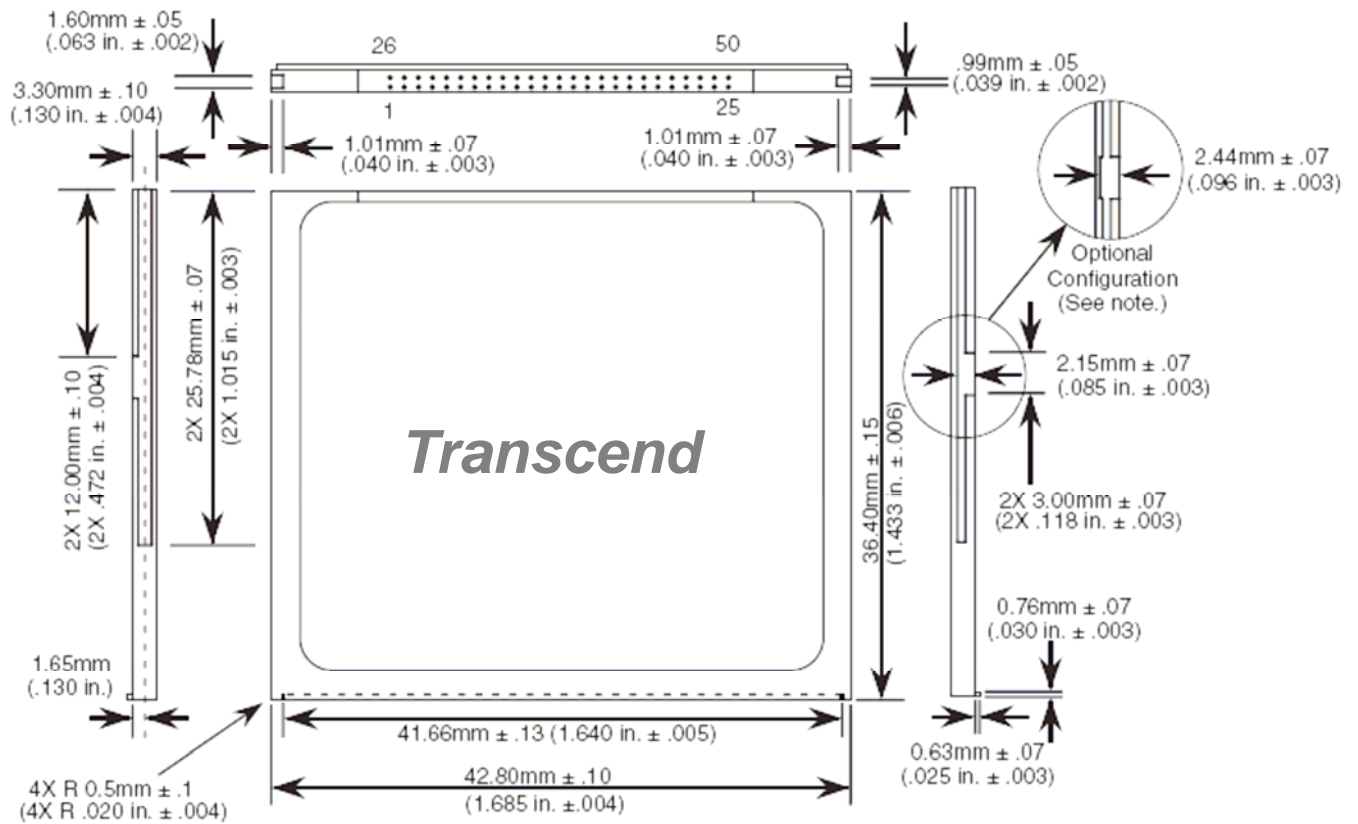 1.60mm ± .05
(.063 in. ± .002)
26
50
.99mm ± .05
(.039 in. ± .002)
3.30mm ± .10
(.130 in. ± .004)
1
25
1.01mm ± .07
(.040 in. ± .003)
1.01mm ± .07
(.040 in. ± .003)
2.44mm ± .07
(.096 in. ± .003)
Optional
Configuration
(See note.)
2X 12.00mm ± .10
(2X .472 in. ± .004)
2X 25.78mm ± .07
(2X 1.015 in. ± .003)
Transcend
36.40mm ± .15
(1.433 in. ± .006)
2.15mm ± .07
(.085 in. ± .003)
2X 3.00mm ± .07
(2X .118 in. ± .003)
0.76mm ± .07
(.030 in. ± .003)
1.65mm
(.130 in.)
41.66mm ± .13 (1.640 in. ± .005)
0.63mm ± .07
(.025 in. ± .003)
42.80mm ± .10
(1.685 in. ±.004)
4X R 0.5mm ± .1
(4X R .020 in. ± .004)